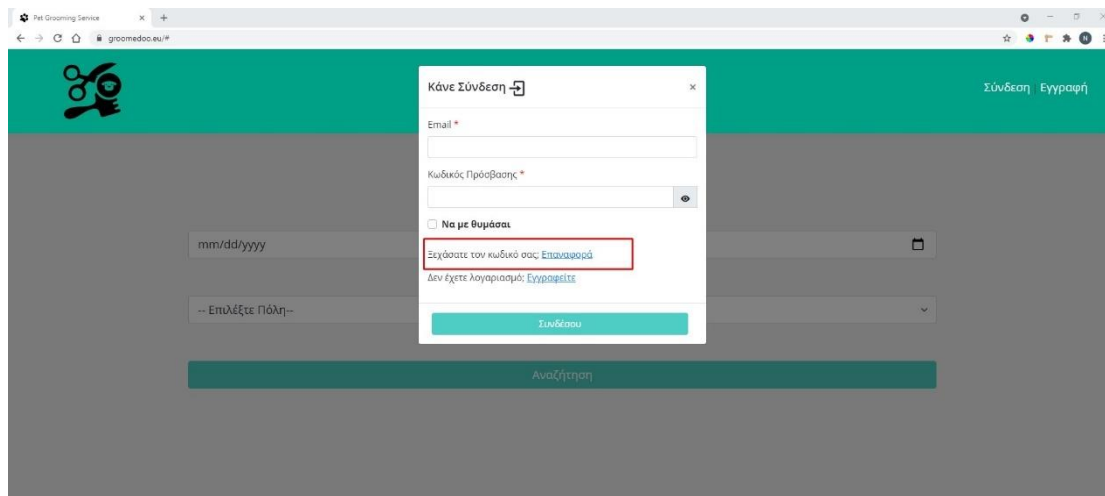 Pet Grooming Service
groomedoc.eu/#
N
Σύνδεση Εγγραφή
Κάνε Σύνδεση
Email *
Κωδικός Πρόσβασης *
Να με θυμάσαι
Ξεχάσατε τον κωδικό σας; Επαναφορά
Δεν έχετε λογαριασμό; Εγγραφείτε
Συνδέσου
mm/dd/yyyy
-- Επιλέξτε Πόλη--
Αναζήτηση